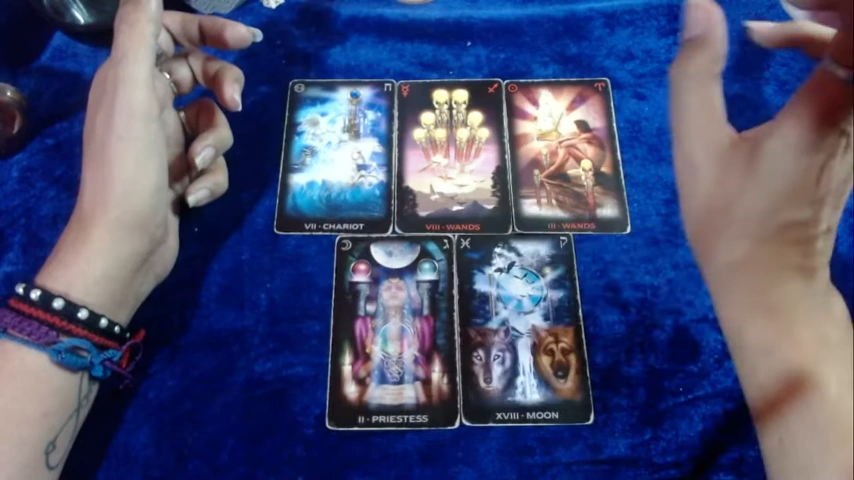 VII · CHARIOT
VIII · WANDS
III · WANDS
II · PRIESTESS
XVIII · MOON